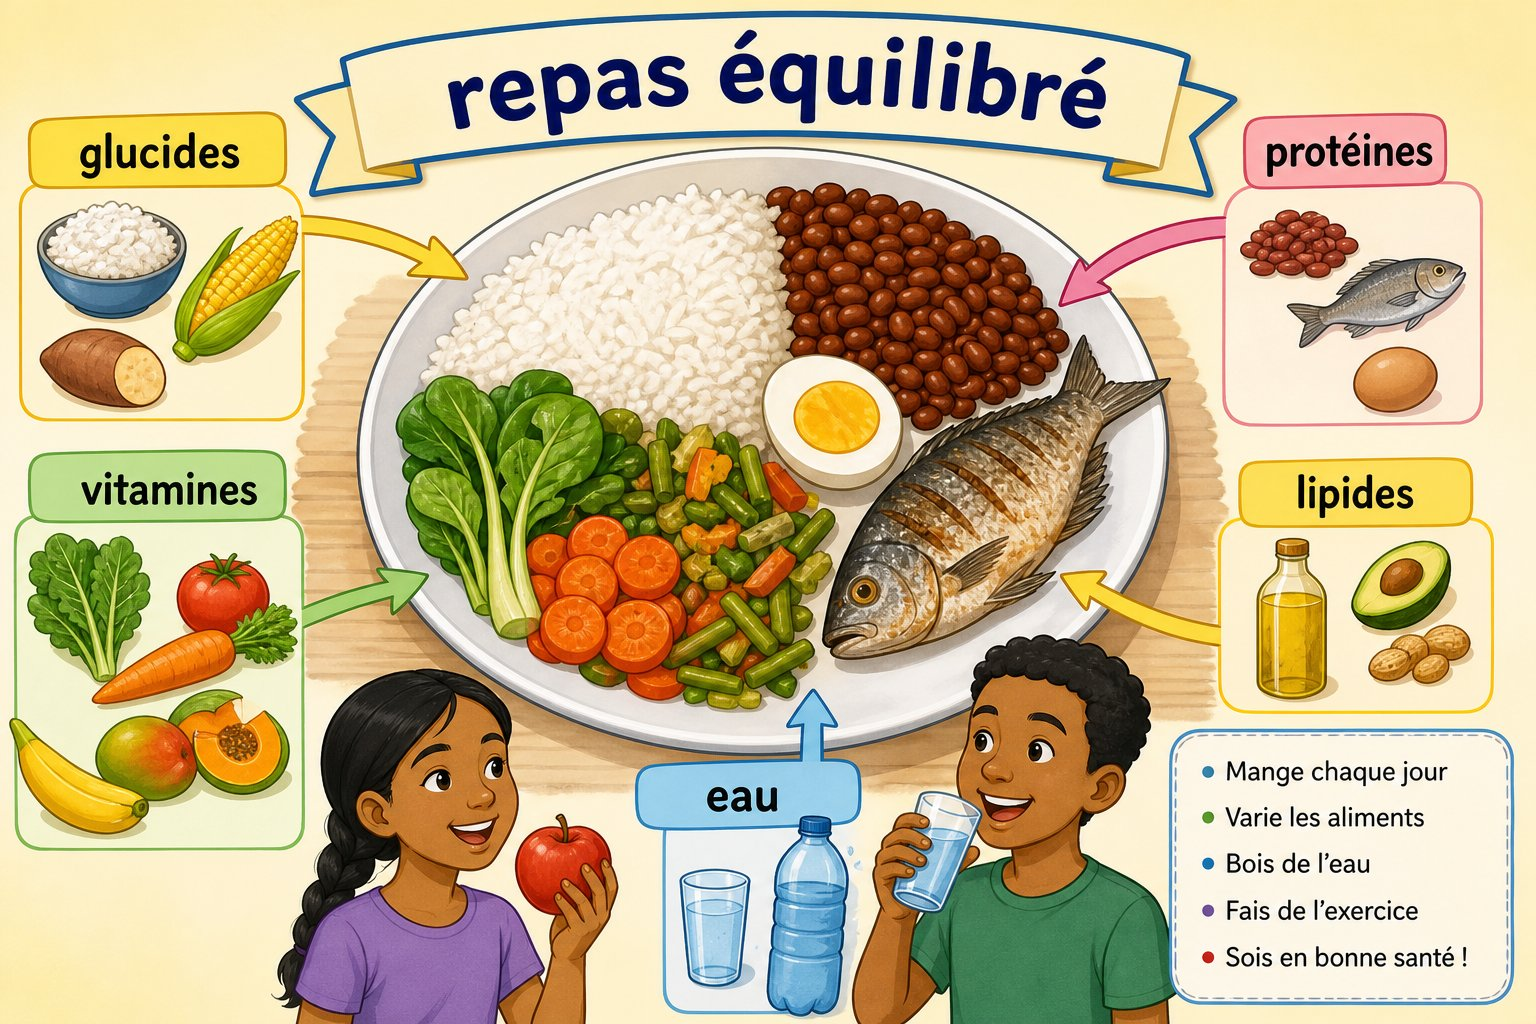 repas équilibré
glucides
protéines
vitamines
lipides
eau
• Mange chaque jour
• Varie les aliments
• Bois de l'eau
• Fais de l'exercice
• Sois en bonne santé !